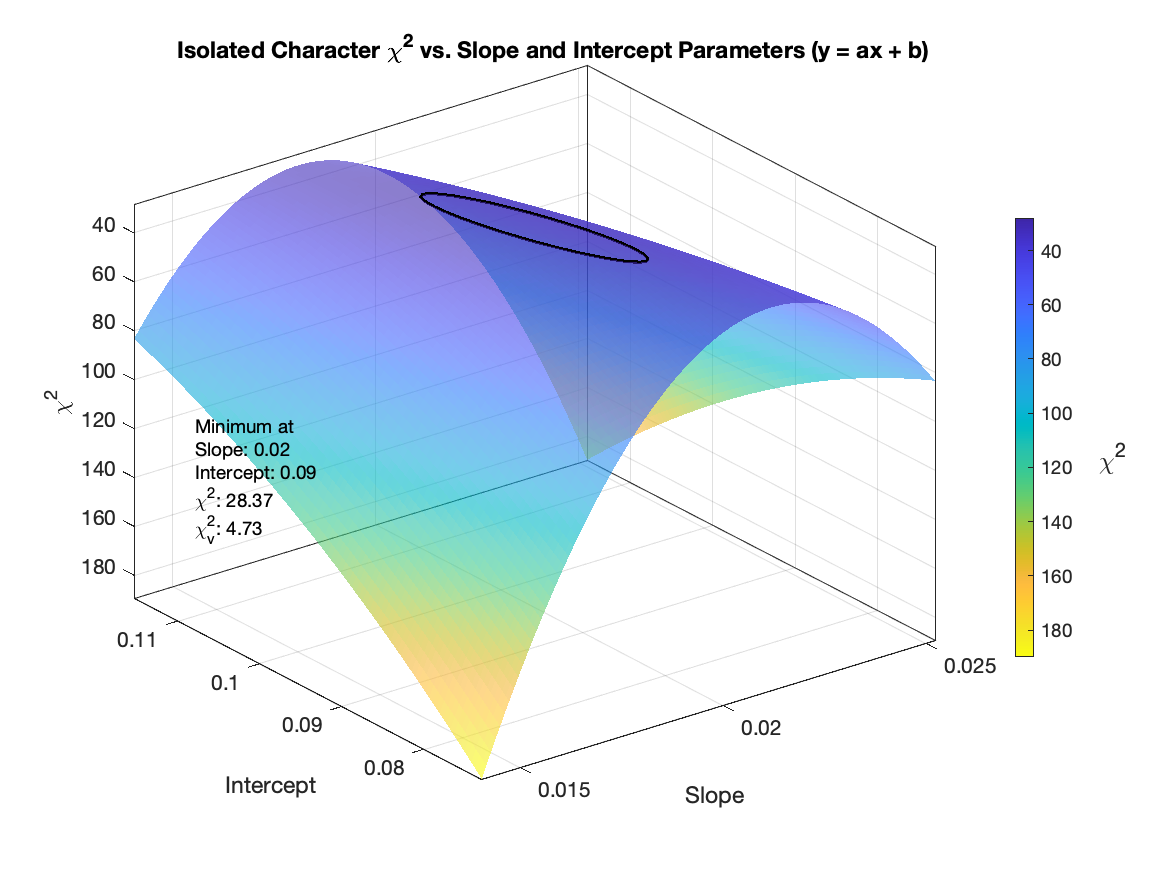 Isolated Character χ² vs. Slope and Intercept Parameters (y = ax + b)
40
60
80
100
120
140
160
180
χ²
Minimum at
Slope: 0.02
Intercept: 0.09
χ²: 28.37
χ²ᵥ: 4.73
0.11
0.1
0.09
0.08
Intercept
0.015
0.02
0.025
Slope
40
60
80
100
120
140
160
180
χ²